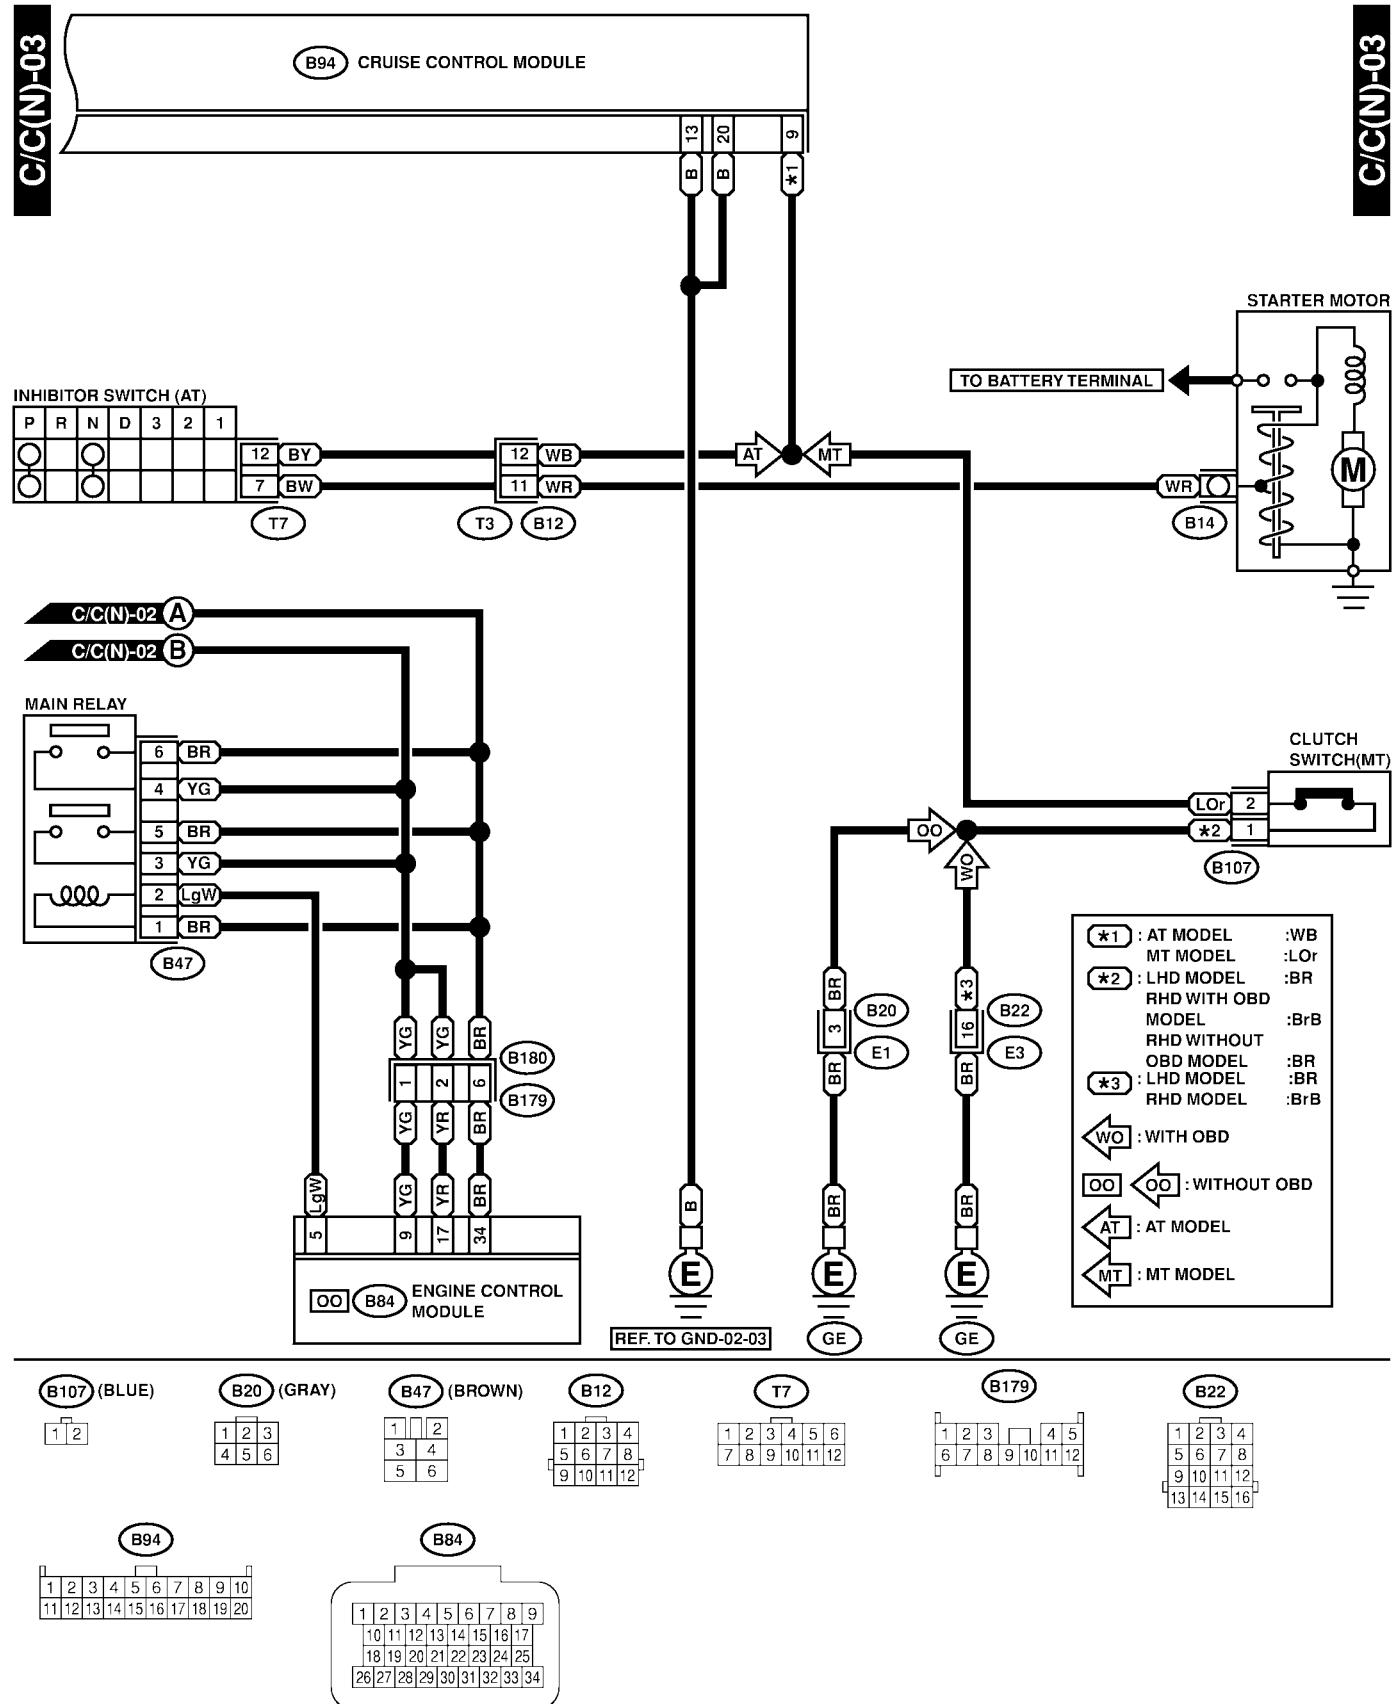 C/C(N)-03
C/C(N)-03
B94 CRUISE CONTROL MODULE
13 20 9
B B *1
STARTER MOTOR
TO BATTERY TERMINAL
M
INHIBITOR SWITCH (AT)
P R N D 3 2 1
12 BY 12 WB AT MT
7 BW 11 WR WR
T7 T3 B12 B14
C/C(N)-02 A
C/C(N)-02 B
MAIN RELAY
6 BR
4 YG
5 BR
3 YG
2 LgW
1 BR
B47
CLUTCH
SWITCH(MT)
LOr 2
*2 1
B107
OO
WO
BR *3
3 B20 16 B22
E1 E3
BR BR
YG YG BR
1 2 6 B180
B179
YG YR BR
LgW YG YR BR
5 9 17 34
OO B84 ENGINE CONTROL
MODULE
B BR BR
E E E
REF. TO GND-02-03 GE GE
*1 : AT MODEL :WB
MT MODEL :LOr
*2 : LHD MODEL :BR
RHD WITH OBD
MODEL :BrB
RHD WITHOUT
OBD MODEL :BR
*3 : LHD MODEL :BR
RHD MODEL :BrB
WO : WITH OBD
OO OO : WITHOUT OBD
AT : AT MODEL
MT : MT MODEL
B107 (BLUE)
1 2
B20 (GRAY)
1 2 3
4 5 6
B47 (BROWN)
1 2
3 4
5 6
B12
1 2 3 4
5 6 7 8
9 10 11 12
T7
1 2 3 4 5 6
7 8 9 10 11 12
B179
1 2 3 4 5
6 7 8 9 10 11 12
B22
1 2 3 4
5 6 7 8
9 10 11 12
13 14 15 16
B94
1 2 3 4 5 6 7 8 9 10
11 12 13 14 15 16 17 18 19 20
B84
1 2 3 4 5 6 7 8 9
10 11 12 13 14 15 16 17
18 19 20 21 22 23 24 25
26 27 28 29 30 31 32 33 34